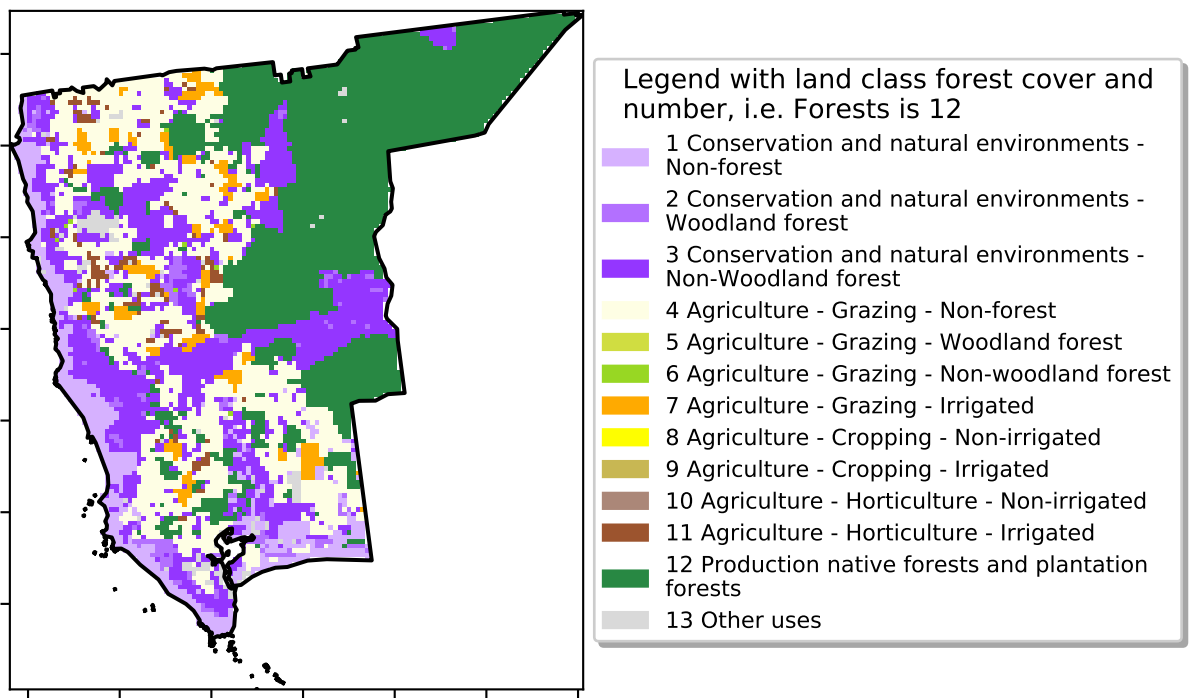 Legend with land class forest cover and
number, i.e. Forests is 12
1 Conservation and natural environments -
Non-forest
2 Conservation and natural environments -
Woodland forest
3 Conservation and natural environments -
Non-Woodland forest
4 Agriculture - Grazing - Non-forest
5 Agriculture - Grazing - Woodland forest
6 Agriculture - Grazing - Non-woodland forest
7 Agriculture - Grazing - Irrigated
8 Agriculture - Cropping - Non-irrigated
9 Agriculture - Cropping - Irrigated
10 Agriculture - Horticulture - Non-irrigated
11 Agriculture - Horticulture - Irrigated
12 Production native forests and plantation
forests
13 Other uses